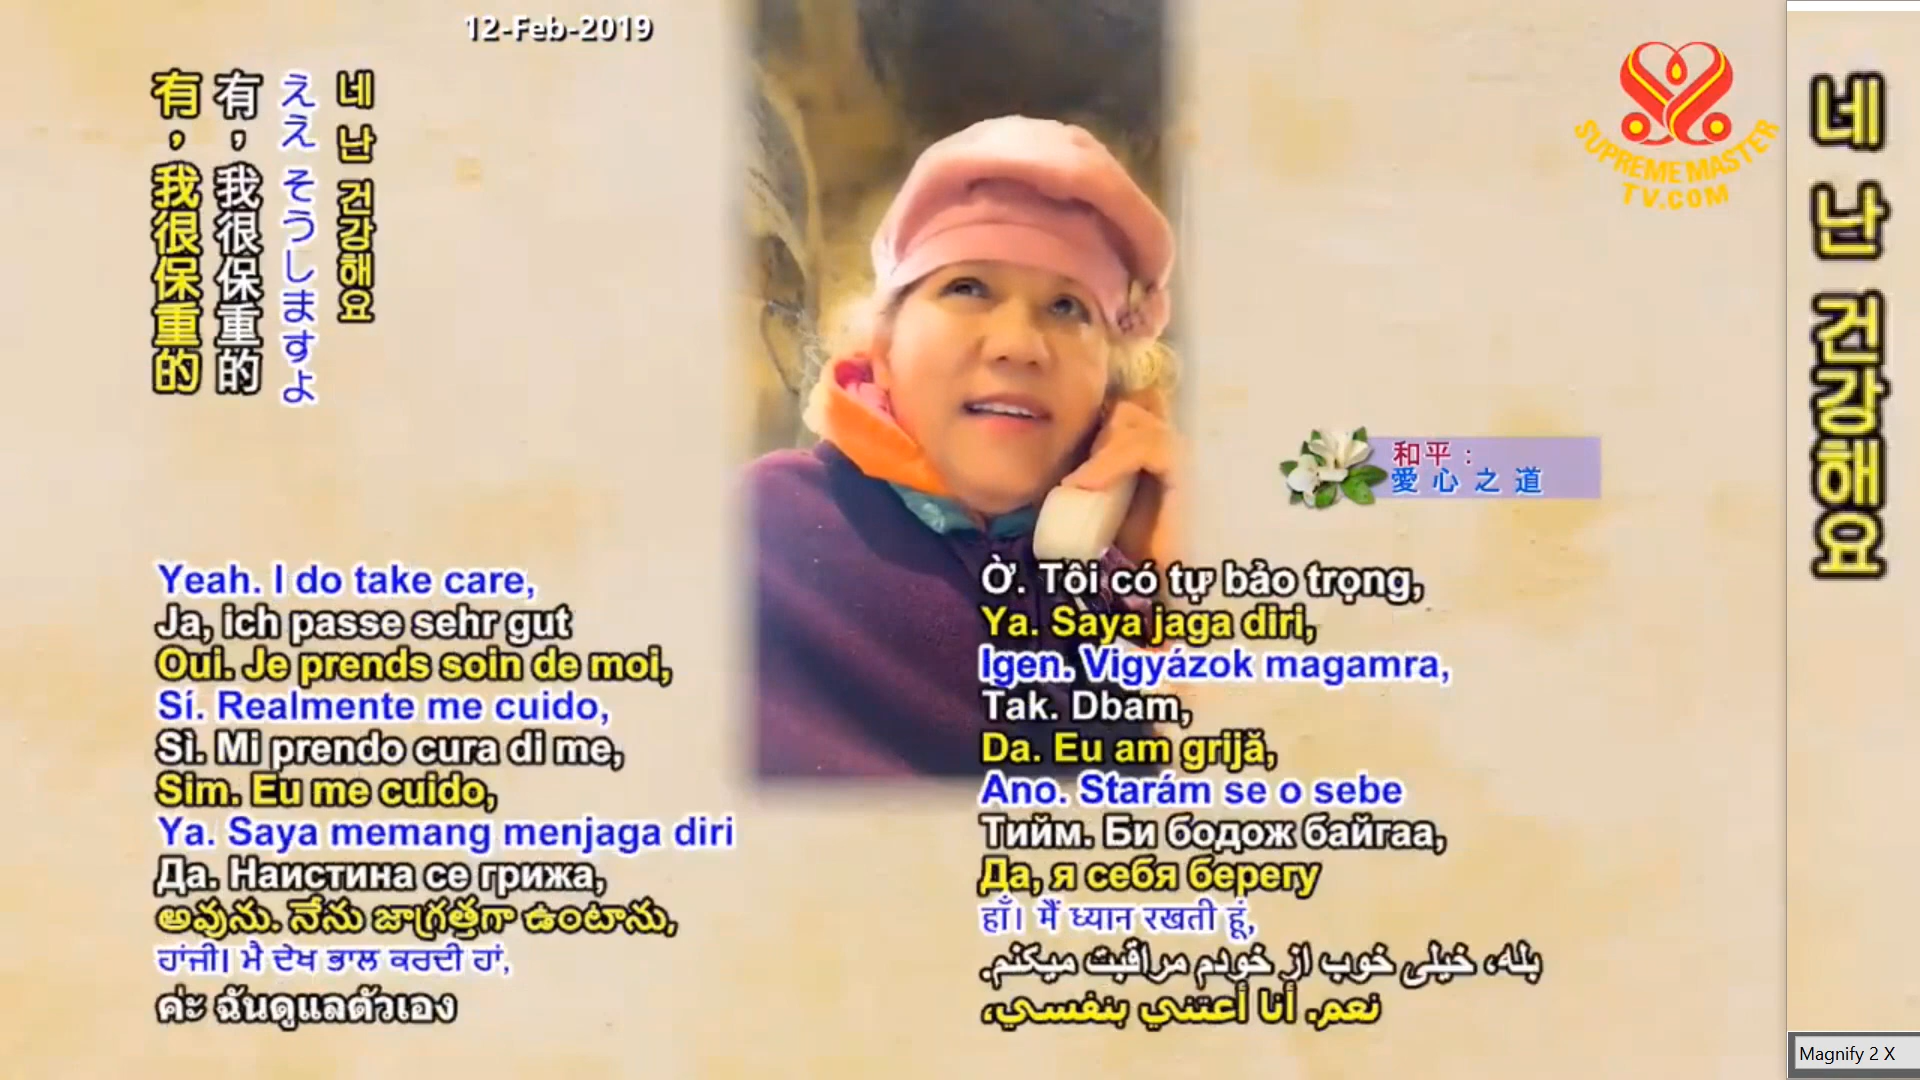 12-Feb-2019
네 난 건강해요
ええ そうしますよ
有，我很保重的
有，我很保重的
SUPREME MASTER
TV.COM
네 난 건강해요
和平：
愛心之道
Yeah. I do take care,
Ja, ich passe sehr gut
Oui. Je prends soin de moi,
Sí. Realmente me cuido,
Sì. Mi prendo cura di me,
Sim. Eu me cuido,
Ya. Saya memang menjaga diri
Да. Наистина се грижа,
అవును. నేను జాగ్రత్తగా ఉంటాను,
ਹਾਂਜੀ। ਮੈ ਦੇਖ ਭਾਲ ਕਰਦੀ ਹਾਂ,
ค่ะ ฉันดูแลตัวเอง
Ờ. Tôi có tự bảo trọng,
Ya. Saya jaga diri,
Igen. Vigyázok magamra,
Tak. Dbam,
Da. Eu am grijă,
Ano. Starám se o sebe
Тийм. Би бодож байгаа,
Да, я себя берегу
हाँ। मैं ध्यान रखती हूं,
بله، خیلی خوب از خودم مراقبت میکنم.
نعم. أنا أعتني بنفسي،
Magnify 2 X